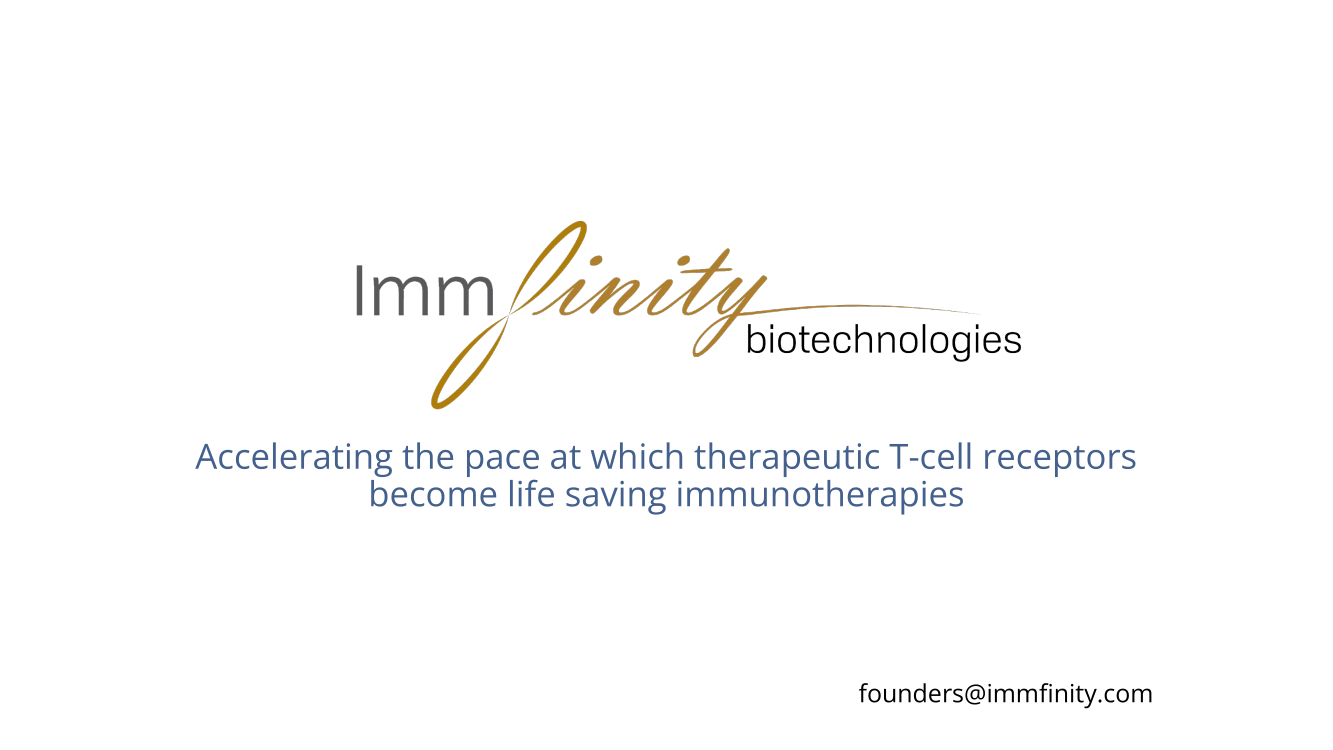 Immfinity
biotechnologies
Accelerating the pace at which therapeutic T-cell receptors
become life saving immunotherapies
founders@immfinity.com